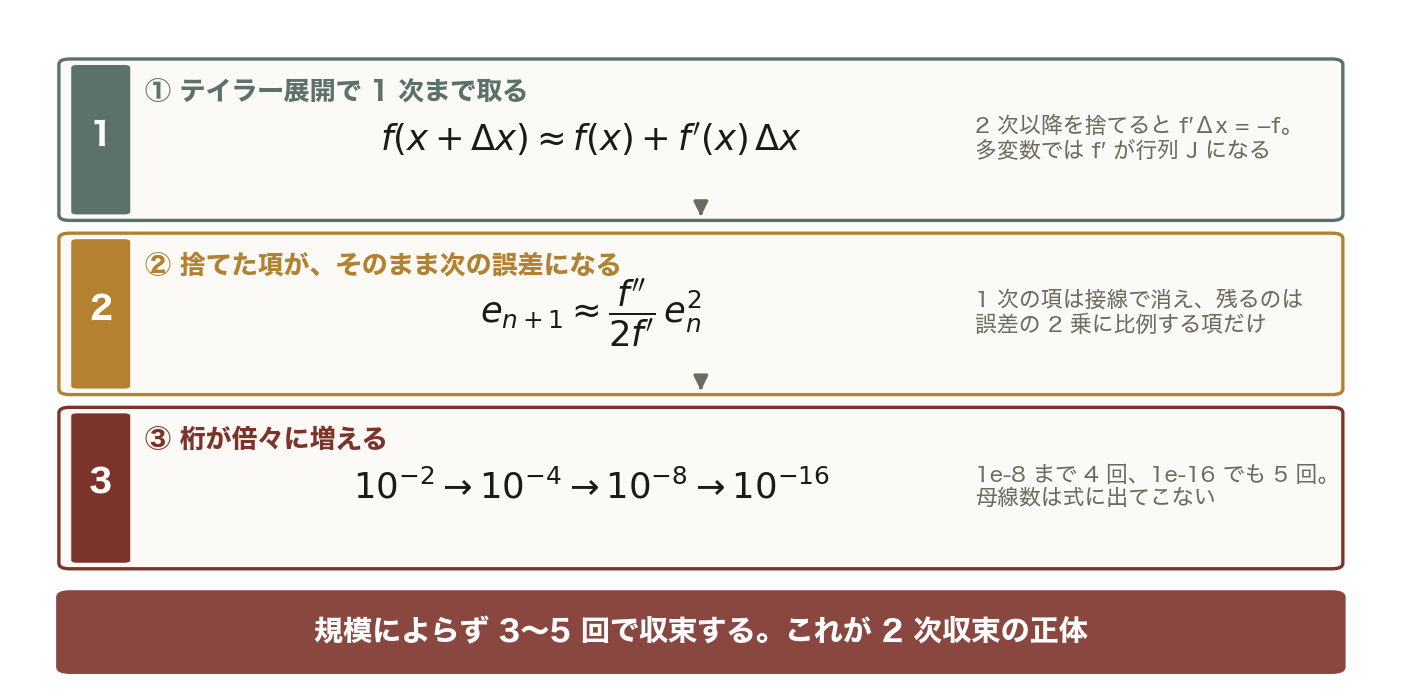 1
① テイラー展開で 1 次まで取る
f(x + Δx) ≈ f(x) + f′(x) Δx
2 次以降を捨てると f′Δx = −f。
多変数では f′ が行列 J になる
2
② 捨てた項が、そのまま次の誤差になる
eₙ₊₁ ≈ f″/2f′ eₙ²
1 次の項は接線で消え、残るのは
誤差の 2 乗に比例する項だけ
3
③ 桁が倍々に増える
10⁻² → 10⁻⁴ → 10⁻⁸ → 10⁻¹⁶
1e-8 まで 4 回、1e-16 でも 5 回。
母線数は式に出てこない
規模によらず 3〜5 回で収束する。これが 2 次収束の正体